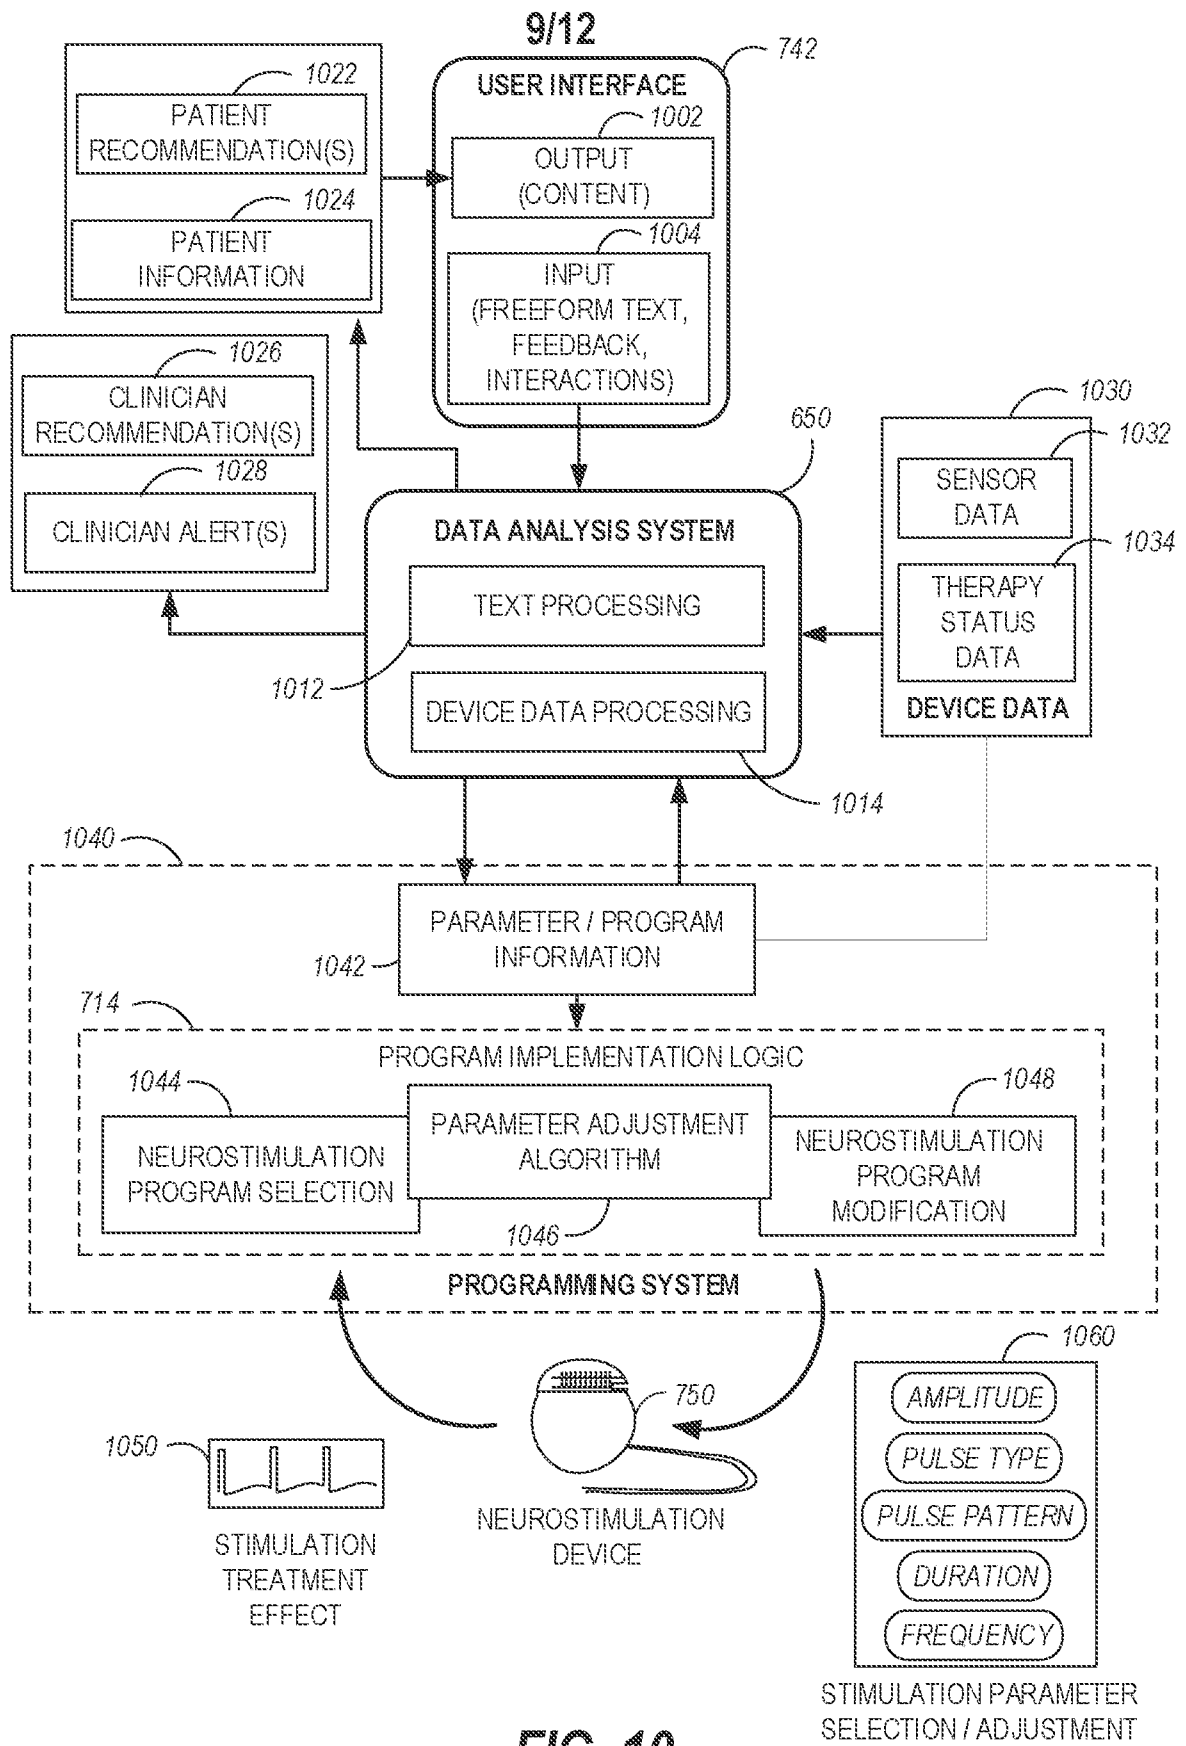 9/12
742
USER INTERFACE
1002
OUTPUT
(CONTENT)
1004
INPUT
(FREEFORM TEXT,
FEEDBACK,
INTERACTIONS)
1022
PATIENT
RECOMMENDATION(S)
1024
PATIENT
INFORMATION
1026
CLINICIAN
RECOMMENDATION(S)
1028
CLINICIAN ALERT(S)
650
DATA ANALYSIS SYSTEM
TEXT PROCESSING
1012
DEVICE DATA PROCESSING
1014
1030
1032
SENSOR
DATA
1034
THERAPY
STATUS
DATA
DEVICE DATA
1040
PARAMETER / PROGRAM
INFORMATION
1042
714
PROGRAM IMPLEMENTATION LOGIC
1044
NEUROSTIMULATION
PROGRAM SELECTION
PARAMETER ADJUSTMENT
ALGORITHM
1046
1048
NEUROSTIMULATION
PROGRAM
MODIFICATION
PROGRAMMING SYSTEM
1050
STIMULATION
TREATMENT
EFFECT
750
NEUROSTIMULATION
DEVICE
1060
AMPLITUDE
PULSE TYPE
PULSE PATTERN
DURATION
FREQUENCY
STIMULATION PARAMETER
SELECTION / ADJUSTMENT
FIG. 10